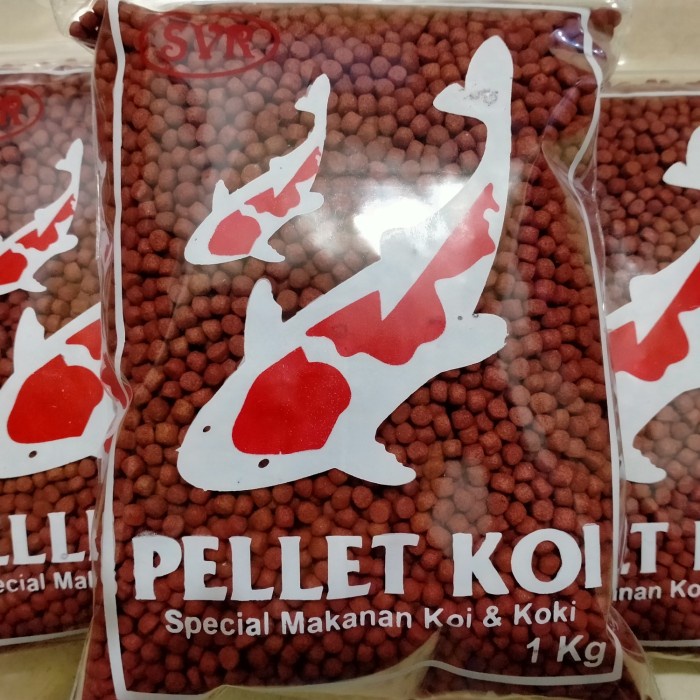 SVR
PELLET KOI
Special Makanan Koi & Koki
1 Kg